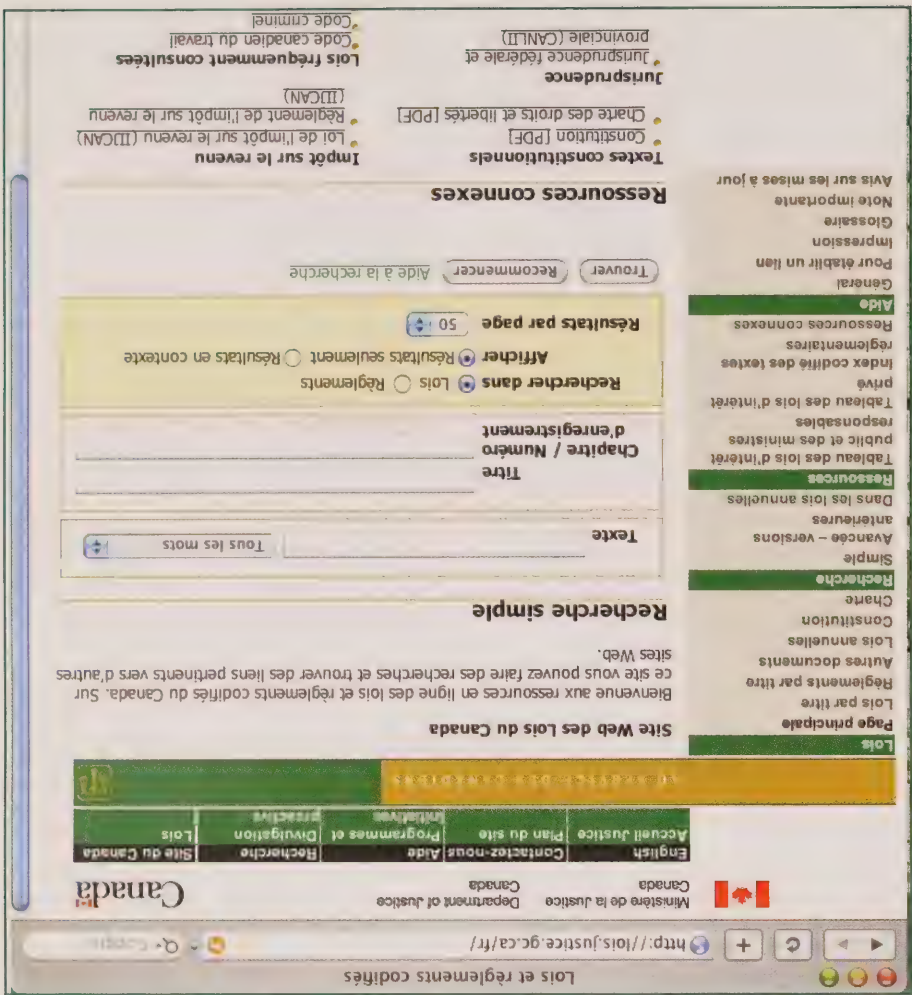 Lois et règlements codifiés
http://lois.justice.gc.ca/fr/
Ministère de la Justice Canada
Department of Justice Canada
Canada
English
Contactez-nous
Aide
Recherche
Site du Canada
Accueil Justice
Plan du site
Programmes et Initiatives
Divulgation proactive
Lois
Lois
Page principale
Lois par titre
Règlements par titre
Autres documents
Lois annuelles
Constitution
Charte
Recherche
Simple
Avancée – versions
antérieures
Dans les lois annuelles
Ressources
Tableau des lois d'intérêt
public et des ministres
responsables
Tableau des lois d'intérêt
privé
Index codifié des textes
réglementaires
Ressources connexes
Aide
Général
Pour établir un lien
Impression
Glossaire
Note importante
Avis sur les mises à jour
Site Web des Lois du Canada
Bienvenue aux ressources en ligne des lois et règlements codifiés du Canada. Sur
ce site vous pouvez faire des recherches et trouver des liens pertinents vers d'autres
sites Web.
Recherche simple
Texte
Tous les mots
Titre
Chapitre / Numéro
d'enregistrement
Rechercher dans Lois Règlements
Afficher Résultats seulement Résultats en contexte
Résultats par page 50
Trouver Recommencer Aide à la recherche
Ressources connexes
Textes constitutionnels
Constitution [PDF]
Charte des droits et libertés [PDF]
Jurisprudence
Jurisprudence fédérale et
provinciale (CANLII)
Impôt sur le revenu
Loi de l'impôt sur le revenu (IIJCAN)
Règlement de l'impôt sur le revenu
(IIJCAN)
Lois fréquemment consultées
Code canadien du travail
Code criminel